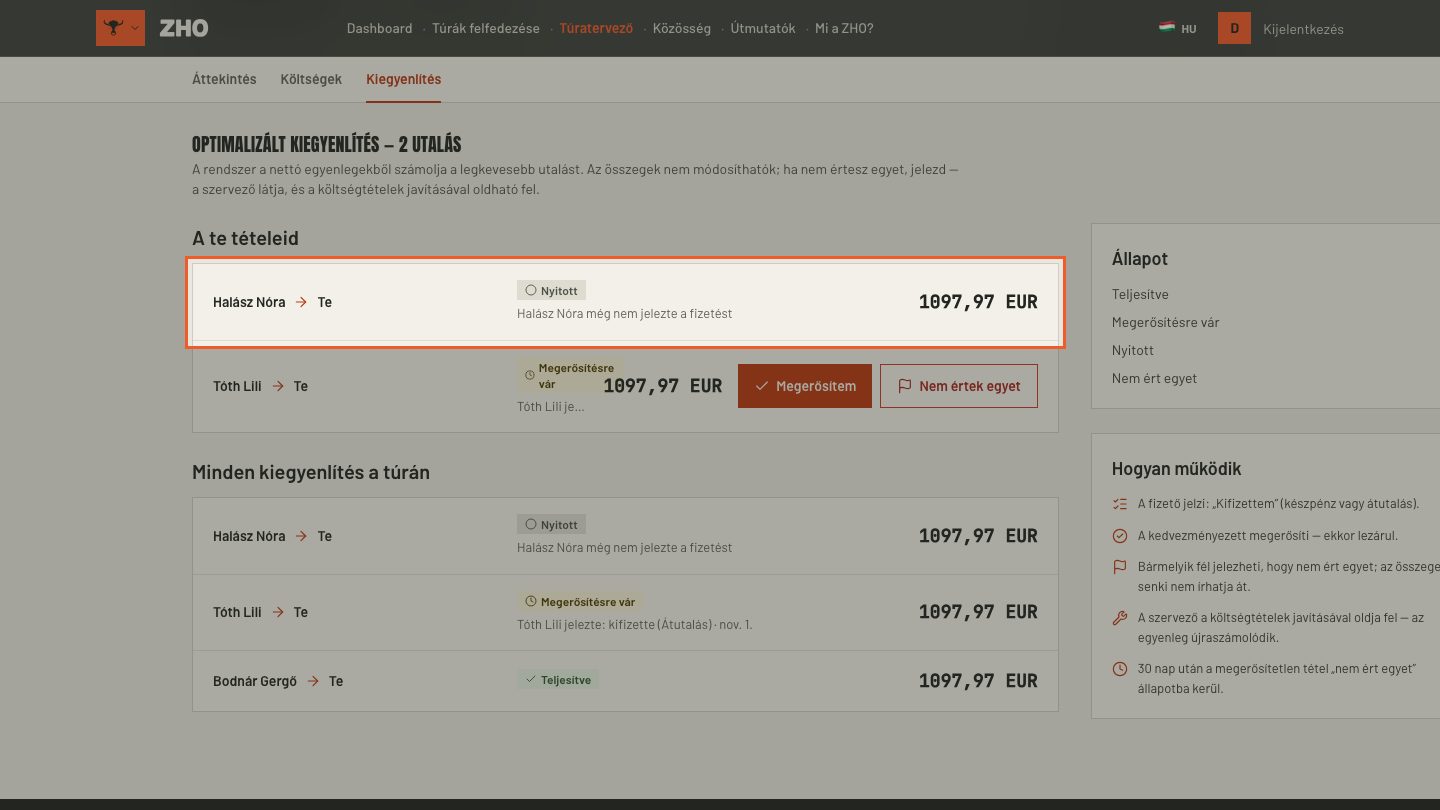 ZHO
Dashboard · Túrák felfedezése · Túratervező · Közösség · Útmutatók · Mi a ZHO?
HU
D
Kijelentkezés
Áttekintés
Költségek
Kiegyenlítés
OPTIMALIZÁLT KIEGYENLÍTÉS – 2 UTALÁS
A rendszer a nettó egyenlegekből számolja a legkevesebb utalást. Az összegek nem módosíthatók; ha nem értesz egyet, jelezd —
a szervező látja, és a költségtételek javításával oldható fel.
A te tételeid
Halász Nóra → Te
Nyitott
Halász Nóra még nem jelezte a fizetést
1097,97 EUR
Tóth Lili → Te
Megerősítésre
vár
Tóth Lili je...
1097,97 EUR
Megerősítem
Nem értek egyet
Minden kiegyenlítés a túrán
Halász Nóra → Te
Nyitott
Halász Nóra még nem jelezte a fizetést
1097,97 EUR
Tóth Lili → Te
Megerősítésre vár
Tóth Lili jelezte: kifizette (Átutalás) · nov. 1.
1097,97 EUR
Bodnár Gergő → Te
Teljesítve
1097,97 EUR
Állapot
Teljesítve
Megerősítésre vár
Nyitott
Nem ért egyet
Hogyan működik
A fizető jelzi: „Kifizettem” (készpénz vagy átutalás).
A kedvezményezett megerősíti — ekkor lezárul.
Bármelyik fél jelezheti, hogy nem ért egyet; az összege
senki nem írhatja át.
A szervező a költségtételek javításával oldja fel — az
egyenleg újraszámolódik.
30 nap után a megerősítetlen tétel „nem ért egyet”
állapotba kerül.